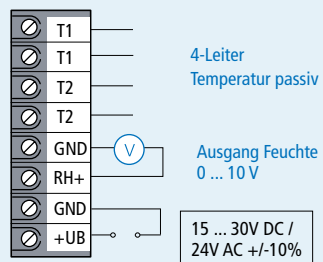 T1
T1
T2
T2
GND
RH+
GND
+UB
V
4-Leiter
Temperatur passiv
Ausgang Feuchte
0 ... 10 V
15 ... 30V DC /
24V AC +/-10%